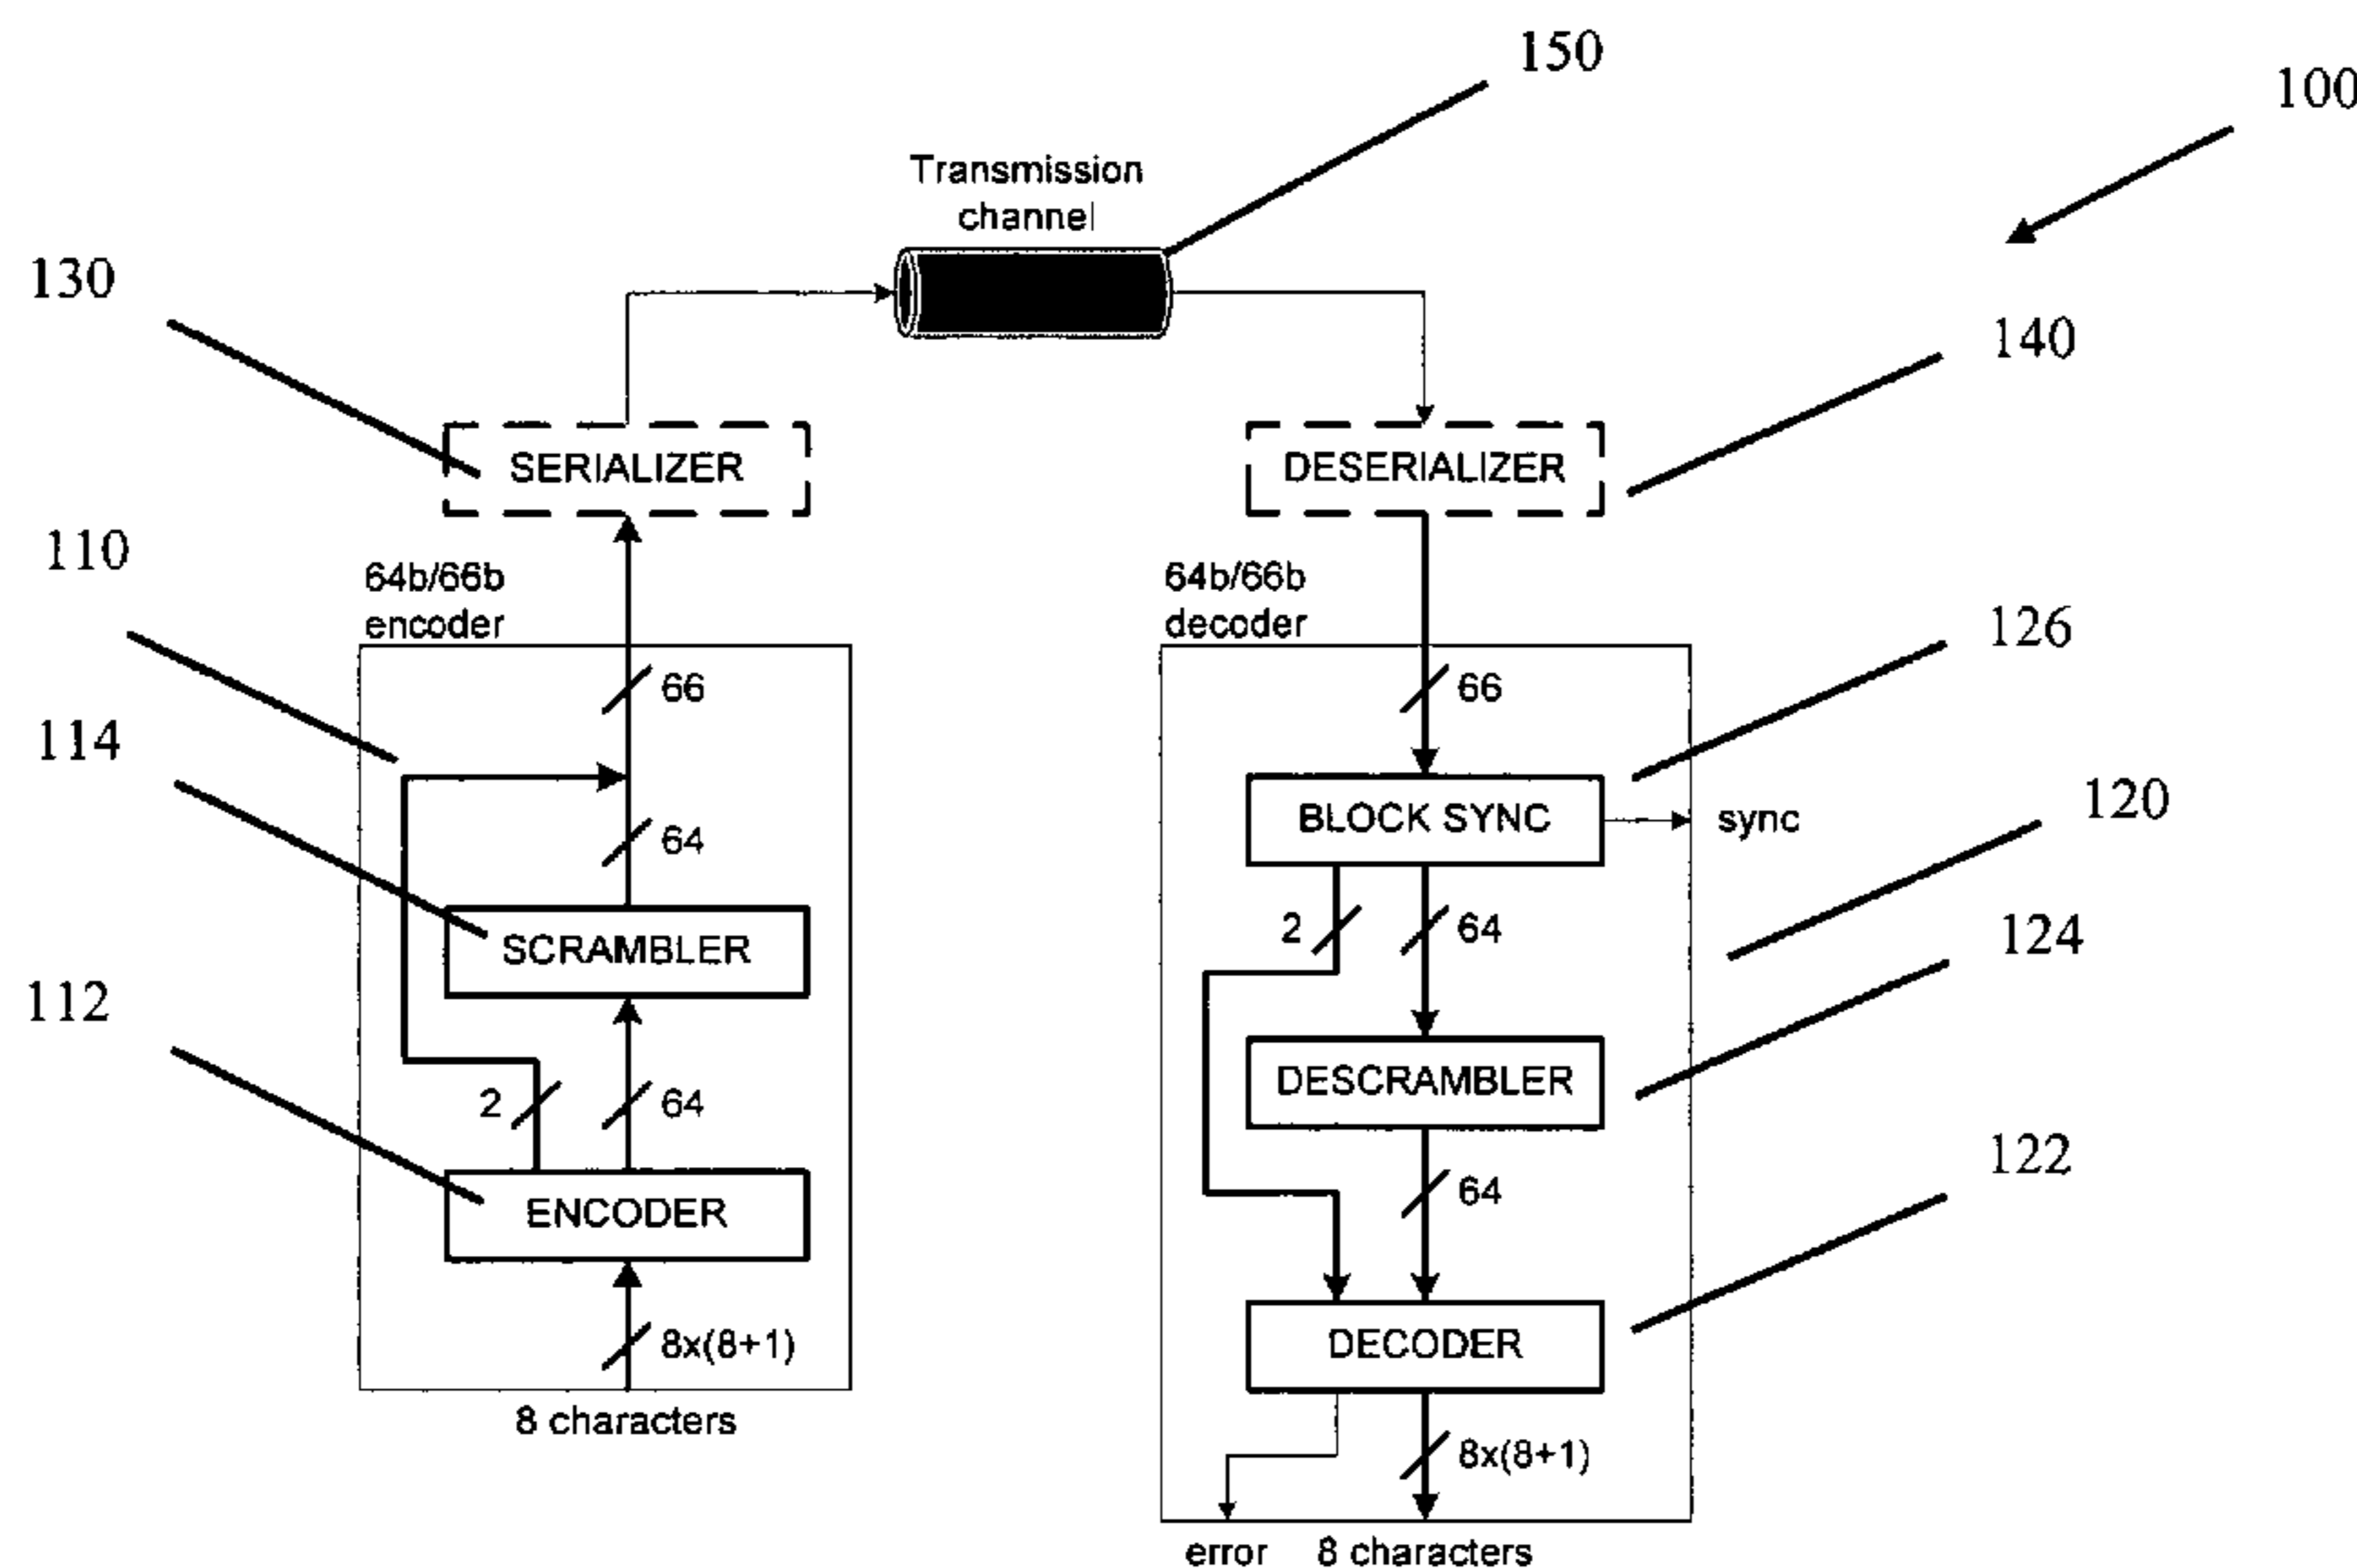 150
100
Transmission
channel
130
140
SERIALIZER
DESERIALIZER
110
64b/66b
encoder
64b/66b
decoder
126
66
66
114
120
64
BLOCK SYNC
sync
2
64
124
SCRAMBLER
112
DESCRAMBLER
2
64
122
64
ENCODER
8x(8+1)
DECODER
8 characters
8x(8+1)
error
8 characters